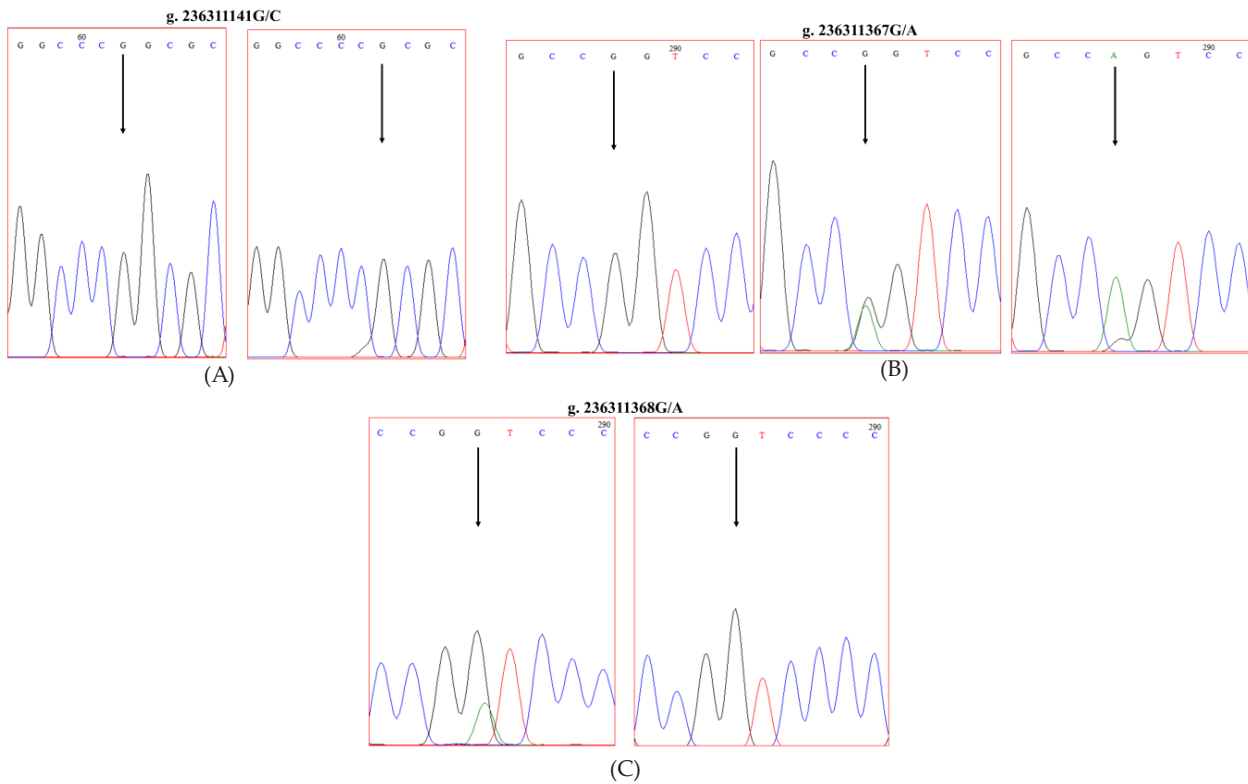 g. 236311141G/C
60
G G C C C G G C G C
60
G G C C C C G C G C
(A)
g. 236311367G/A
290
G C C G G T C C
G C C G G T C C
290
G C C A G T C C
(B)
g. 236311368G/A
290
C C G G T C C C
290
C C G G T C C C C
(C)